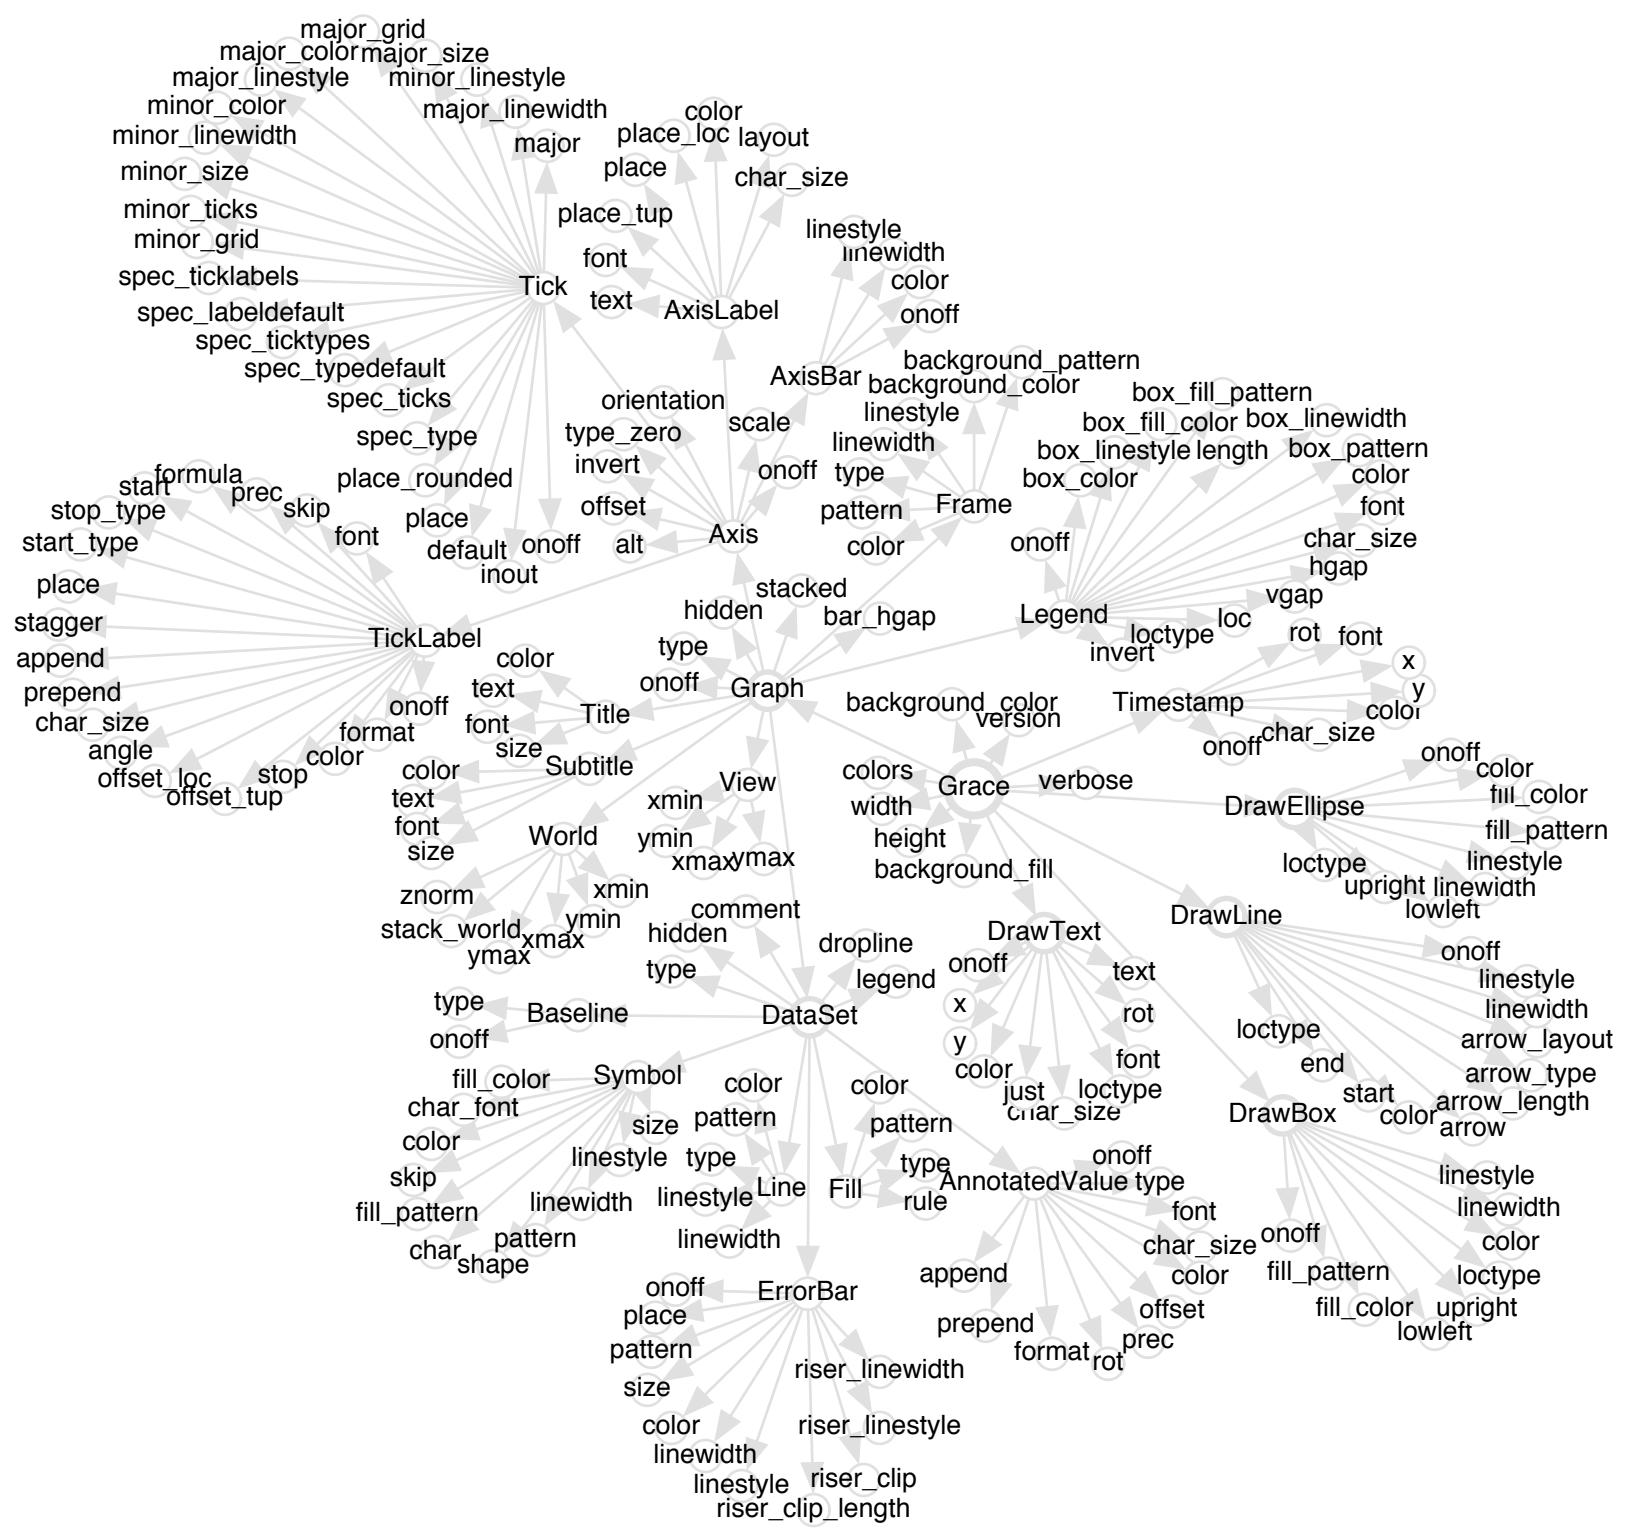 major_grid
major_color
major_size
major_linestyle
minor_linestyle
minor_color
major_linewidth
minor_linewidth
major
minor_size
minor_ticks
minor_grid
spec_ticklabels
Tick
spec_labeldefault
spec_ticktypes
spec_typedefault
spec_ticks
spec_type
place_rounded
place
default
onoff
inout
color
place_loc
layout
place
char_size
place_tup
font
text
AxisLabel
linestyle
linewidth
color
onoff
AxisBar
background_pattern
background_color
linestyle
linewidth
type
Frame
pattern
color
orientation
scale
type_zero
invert
onoff
offset
Axis
alt
box_fill_pattern
box_fill_color
box_linewidth
box_linestyle
length
box_pattern
box_color
color
font
onoff
char_size
hgap
vgap
Legend
loc
loctype
invert
formula
start
prec
stop_type
skip
start_type
font
place
stagger
TickLabel
append
prepend
onoff
char_size
format
angle
color
offset_loc
stop
offset_tup
stacked
hidden
bar_hgap
type
onoff
Graph
color
text
Title
font
size
Subtitle
color
text
font
size
View
xmin
ymin
xmax
ymax
World
znorm
xmin
stack_world
ymin
xmax
ymax
rot
font
x
y
Timestamp
color
char_size
onoff
background_color
version
colors
Grace
verbose
width
height
background_fill
onoff
color
fill_color
DrawEllipse
fill_pattern
loctype
linestyle
upright
linewidth
lowleft
DrawLine
onoff
linestyle
linewidth
loctype
arrow_layout
end
arrow_type
start
arrow_length
color
arrow
DrawText
onoff
text
x
rot
y
font
color
just
loctype
char_size
comment
hidden
dropline
type
legend
DataSet
type
Baseline
onoff
fill_color
Symbol
char_font
size
color
linestyle
skip
linewidth
fill_pattern
pattern
char
shape
color
pattern
type
Line
linestyle
linewidth
color
pattern
type
Fill
rule
onoff
AnnotatedValue
type
font
char_size
append
color
offset
prepend
prec
format
rot
DrawBox
linestyle
linewidth
onoff
color
fill_pattern
loctype
fill_color
upright
lowleft
onoff
ErrorBar
place
pattern
riser_linewidth
size
color
riser_linestyle
linewidth
linestyle
riser_clip
riser_clip_length